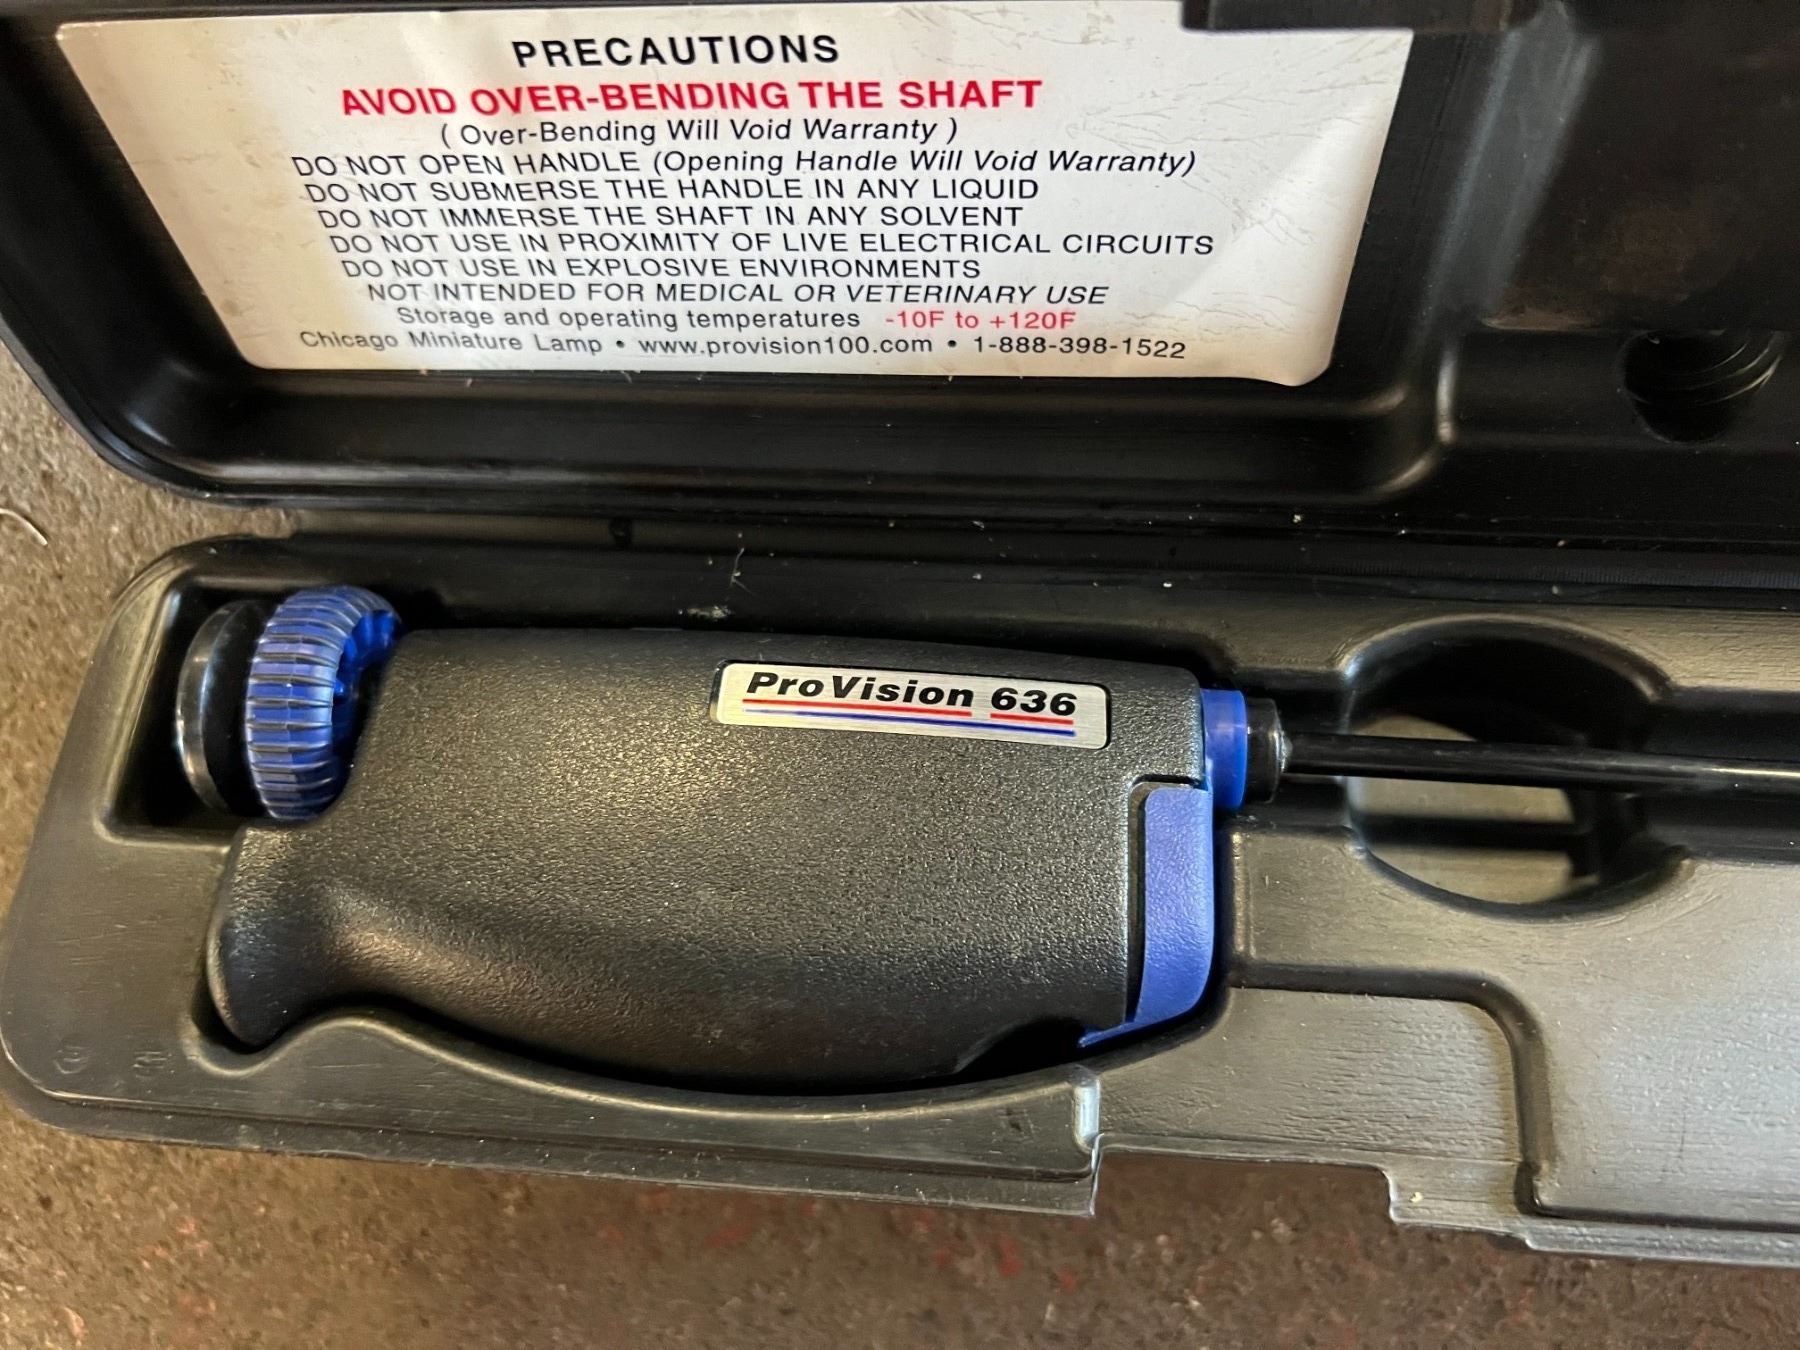 PRECAUTIONS
AVOID OVER-BENDING THE SHAFT
( Over-Bending Will Void Warranty )
DO NOT OPEN HANDLE (Opening Handle Will Void Warranty)
DO NOT SUBMERSE THE HANDLE IN ANY LIQUID
DO NOT IMMERSE THE SHAFT IN ANY SOLVENT
DO NOT USE IN PROXIMITY OF LIVE ELECTRICAL CIRCUITS
DO NOT USE IN EXPLOSIVE ENVIRONMENTS
NOT INTENDED FOR MEDICAL OR VETERINARY USE
Storage and operating temperatures -10F to +120F
Chicago Miniature Lamp • www.provision100.com • 1-888-398-1522
ProVision 636